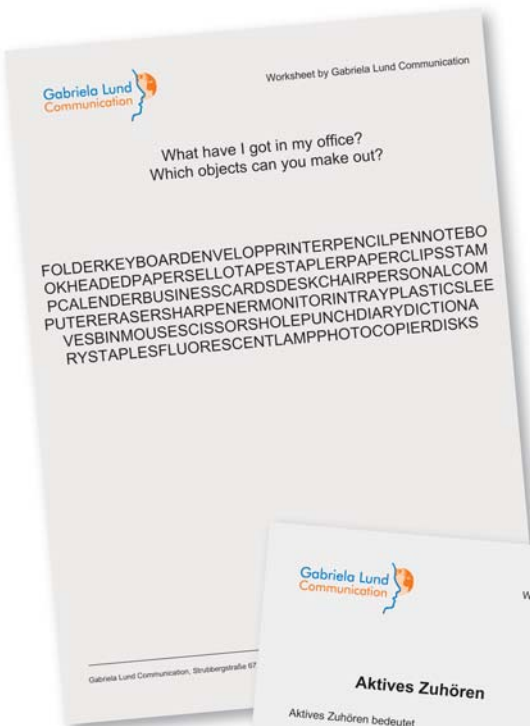 Gabriela Lund
Communication
Worksheet by Gabriela Lund Communication
What have I got in my office?
Which objects can you make out?
FOLDERKEYBOARDENVELOPPRINTERPENCILPENNOTEBO
OKHEADEDPAPERSELLOTAPESTAPLERPAPERCLIPSSTAM
PCALENDERBUSINESSCARDSDESKCHAIRPERSONALCOM
PUTERERASERSHARPENERMONITORINTRAYPLASTICSLEE
VESBINMOUSESCISSORSHOLEPUNCHDIARYDICTIONA
RYSTAPLESFLUORESCENTLAMPPHOTOCOPIERDISKS
Gabriela Lund Communication, Strubbergstraße 67
Gabriela Lund
Communication
W
Aktives Zuhören
Aktives Zuhören bedeutet